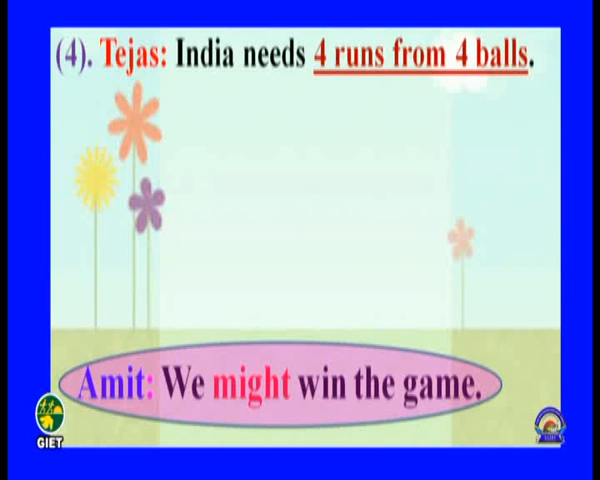 (4). Tejas: India needs 4 runs from 4 balls.
Amit: We might win the game.
GIET